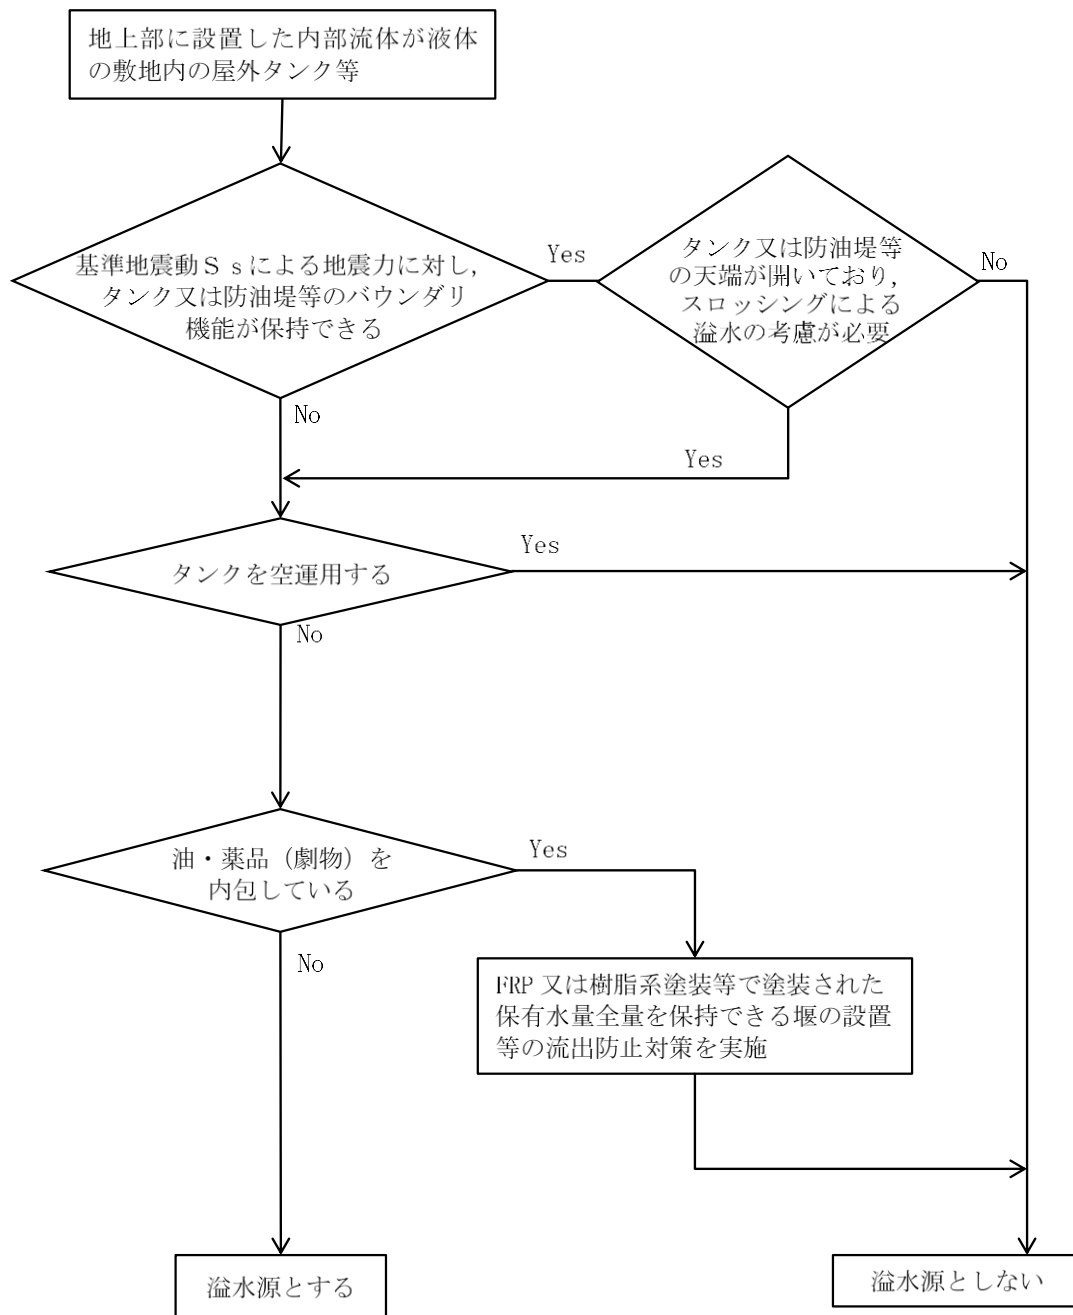 地上部に設置した内部流体が液体
の敷地内の屋外タンク等
基準地震動Ｓｓによる地震力に対し，
タンク又は防油堤等のバウンダリ
機能が保持できる
Yes
タンク又は防油堤等
の天端が開いており，
スロッシングによる
溢水の考慮が必要
No
No
Yes
タンクを空運用する
Yes
No
油・薬品（劇物）を
内包している
Yes
No
FRP 又は樹脂系塗装等で塗装された
保有水量全量を保持できる堰の設置
等の流出防止対策を実施
溢水源とする
溢水源としない